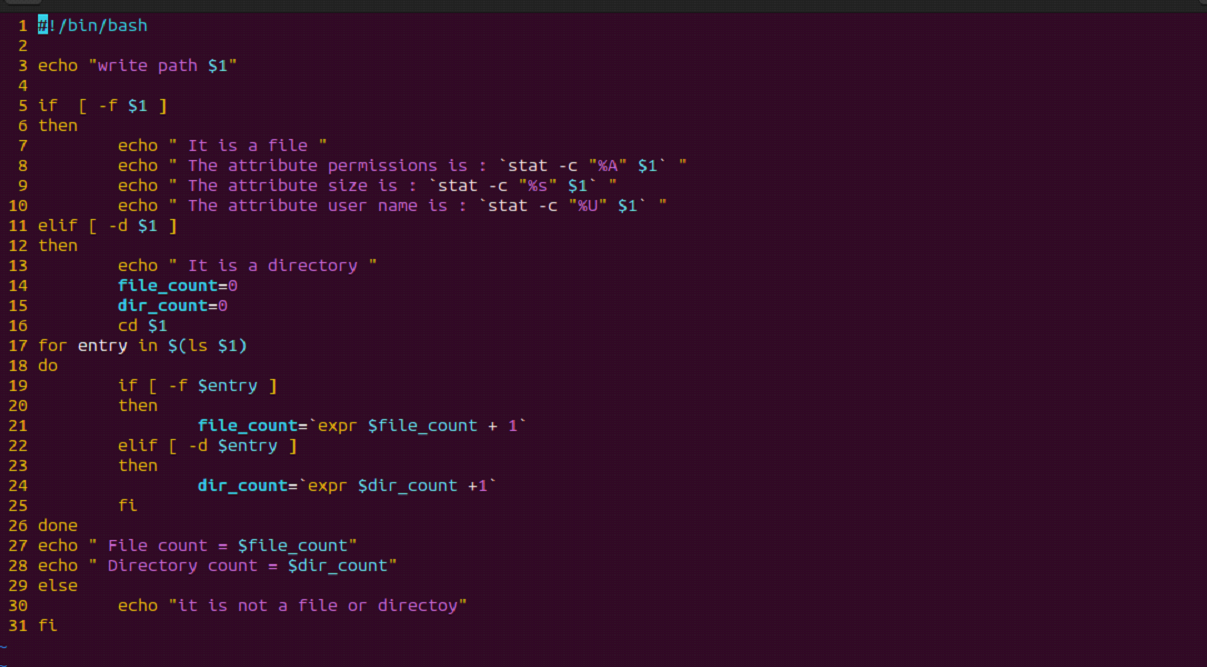 1 #!/bin/bash
2
3 echo "write path $1"
4
5 if  [ -f $1 ]
6 then
7         echo " It is a file "
8         echo " The attribute permissions is : `stat -c "%A" $1` "
9         echo " The attribute size is : `stat -c "%s" $1` "
10         echo " The attribute user name is : `stat -c "%U" $1` "
11 elif [ -d $1 ]
12 then
13         echo " It is a directory "
14         file_count=0
15         dir_count=0
16         cd $1
17 for entry in $(ls $1)
18 do
19         if [ -f $entry ]
20         then
21                 file_count=`expr $file_count + 1`
22         elif [ -d $entry ]
23         then
24                 dir_count=`expr $dir_count +1`
25         fi
26 done
27 echo " File count = $file_count"
28 echo " Directory count = $dir_count"
29 else
30         echo "it is not a file or directoy"
31 fi
~
~